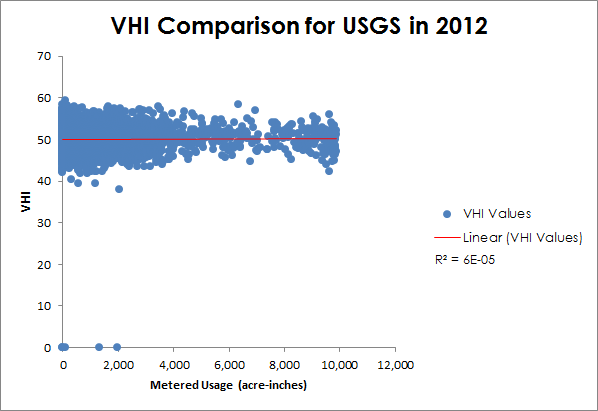 VHI Comparison for USGS in 2012
70
60
50
40
30
20
10
0
VHI
0 2,000 4,000 6,000 8,000 10,000 12,000
Metered Usage (acre-inches)
VHI Values
Linear (VHI Values)
R² = 6E-05